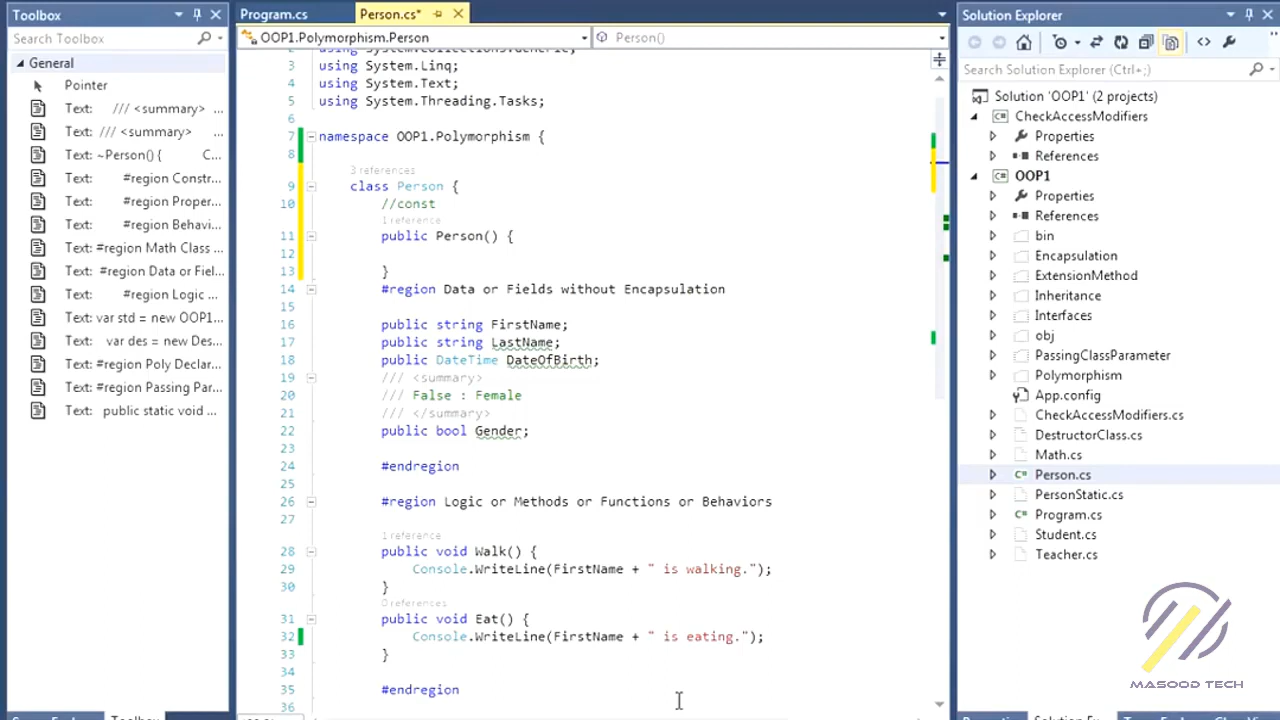 Toolbox
Search Toolbox
General
Pointer
Text: /// <summary> ...
Text: /// <summary> ...
Text: ~Person() { C...
Text: #region Constr...
Text: #region Proper...
Text: #region Behavi...
Text: #region Math Class ...
Text: #region Data or Fiel...
Text: #region Logic ...
Text: var std = new OOP1...
Text: var des = new Des...
Text: #region Poly Declar...
Text: #region Passing Par...
Text: public static void ...
Program.cs
Person.cs*
OOP1.Polymorphism.Person
Person()
3 using System.Linq;
4 using System.Text;
5 using System.Threading.Tasks;
6
7 namespace OOP1.Polymorphism {
8
3 references
9 class Person {
10 //const
1 reference
11 public Person() {
12
13 }
14 #region Data or Fields without Encapsulation
15
16 public string FirstName;
17 public string LastName;
18 public DateTime DateOfBirth;
19 /// <summary>
20 /// False : Female
21 /// </summary>
22 public bool Gender;
23
24 #endregion
25
26 #region Logic or Methods or Functions or Behaviors
27
1 reference
28 public void Walk() {
29 Console.WriteLine(FirstName + " is walking.");
30 }
0 references
31 public void Eat() {
32 Console.WriteLine(FirstName + " is eating.");
33 }
34
35 #endregion
36
Solution Explorer
Search Solution Explorer (Ctrl+;)
Solution 'OOP1' (2 projects)
CheckAccessModifiers
Properties
References
OOP1
Properties
References
bin
Encapsulation
ExtensionMethod
Inheritance
Interfaces
obj
PassingClassParameter
Polymorphism
App.config
CheckAccessModifiers.cs
DestructorClass.cs
Math.cs
Person.cs
PersonStatic.cs
Program.cs
Student.cs
Teacher.cs
MASOOD TECH